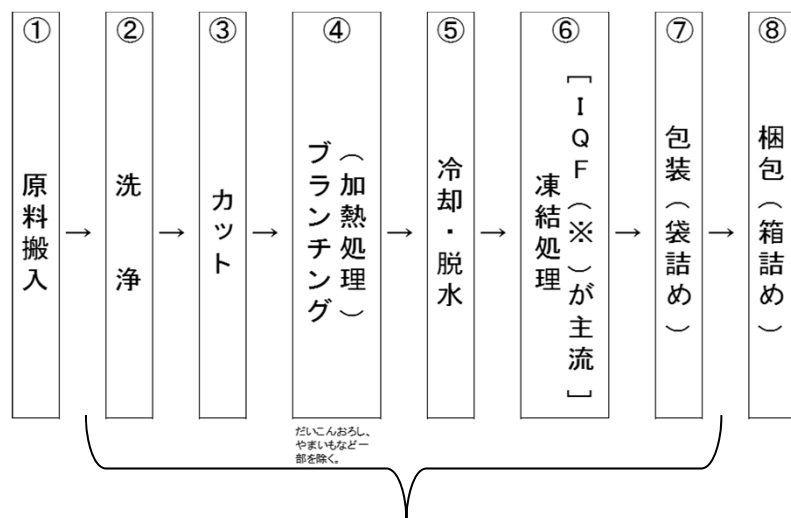 ①
原料搬入
→
②
洗浄
→
③
カット
→
④
ブランチング
（加熱処理）
だいこんおろし、
やまいもなど一
部を除く。
→
⑤
冷却・脱水
→
⑥
凍結処理
［ＩＱＦ（※）が主流］
→
⑦
包装（袋詰め）
→
⑧
梱包（箱詰め）